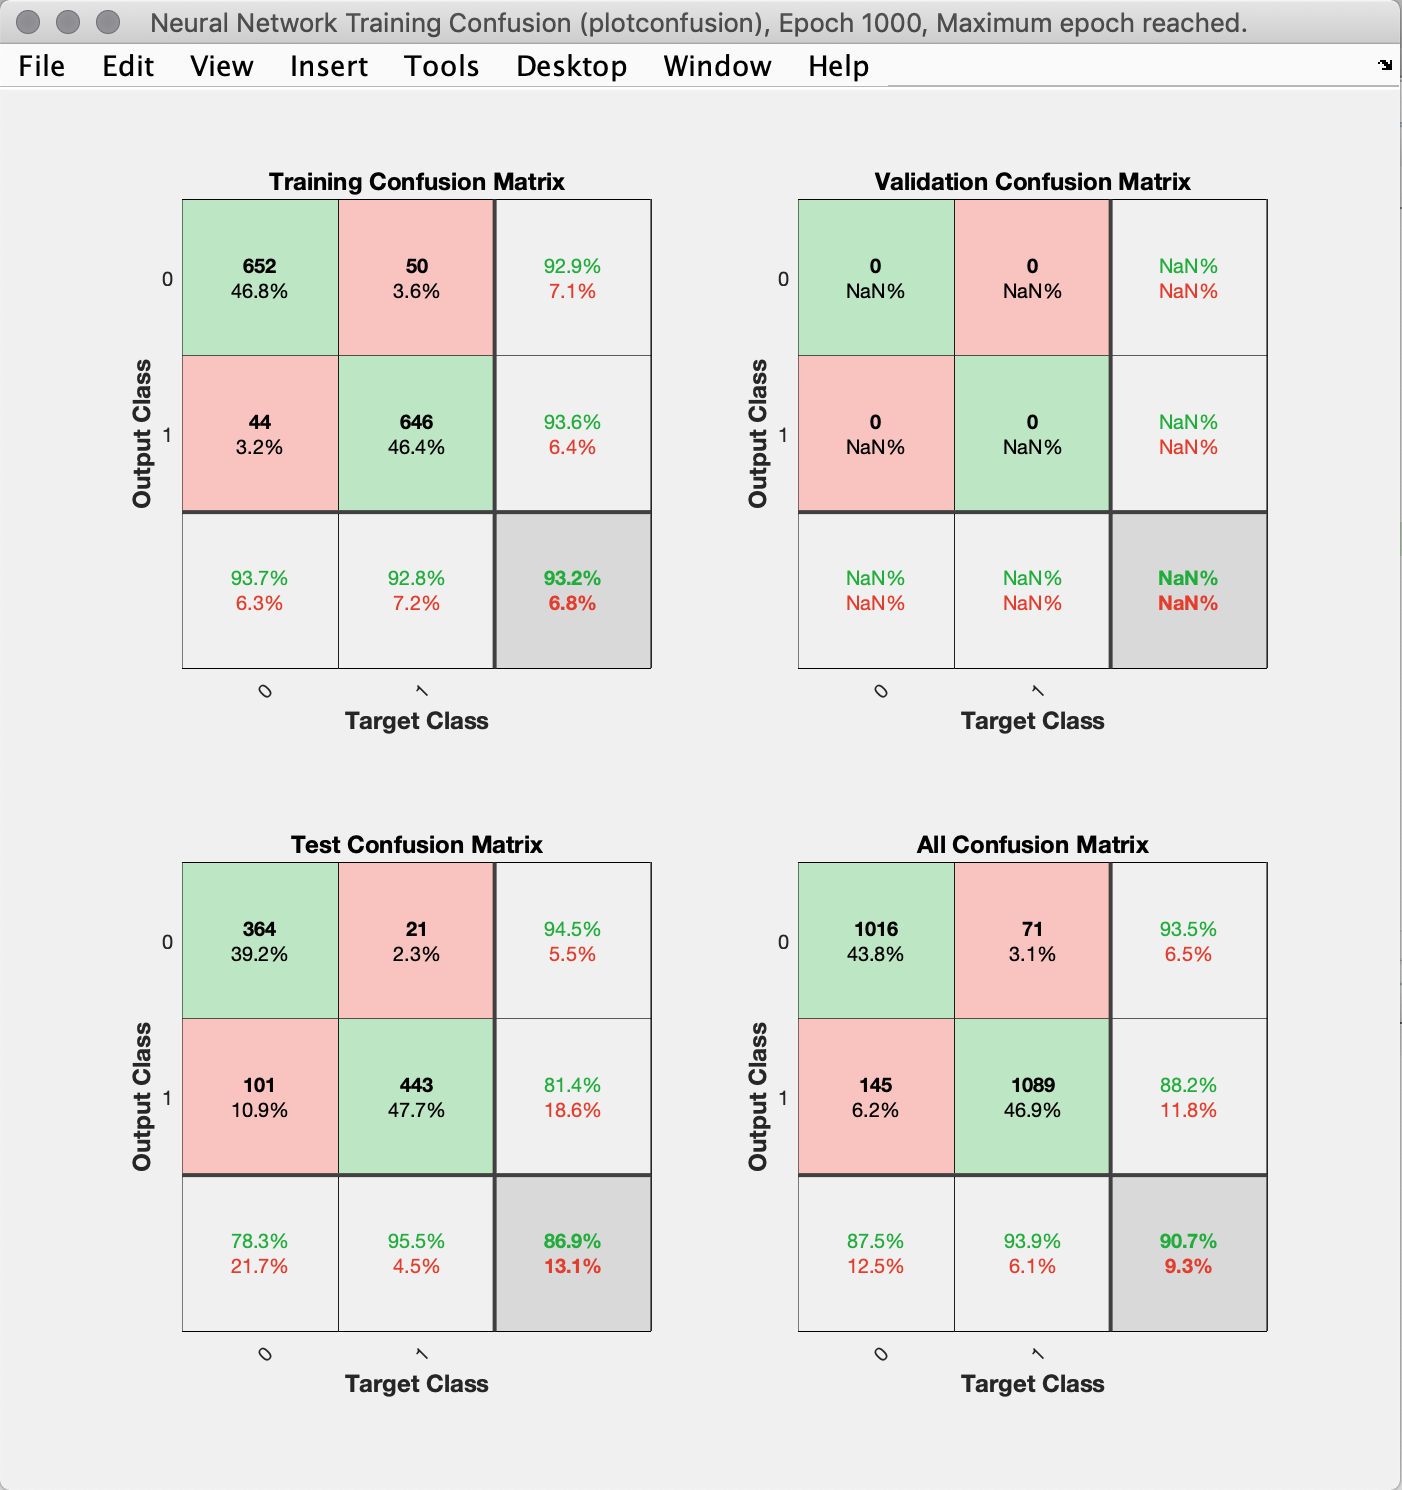 Neural Network Training Confusion (plotconfusion), Epoch 1000, Maximum epoch reached.
File Edit View Insert Tools Desktop Window Help
Training Confusion Matrix
0
652
46.8%
50
3.6%
92.9%
7.1%
Output Class
1
44
3.2%
646
46.4%
93.6%
6.4%
93.7%
6.3%
92.8%
7.2%
93.2%
6.8%
0
1
Target Class
Validation Confusion Matrix
0
0
NaN%
0
NaN%
NaN%
NaN%
Output Class
1
0
NaN%
0
NaN%
NaN%
NaN%
NaN%
NaN%
NaN%
NaN%
NaN%
NaN%
0
1
Target Class
Test Confusion Matrix
0
364
39.2%
21
2.3%
94.5%
5.5%
Output Class
1
101
10.9%
443
47.7%
81.4%
18.6%
78.3%
21.7%
95.5%
4.5%
86.9%
13.1%
0
1
Target Class
All Confusion Matrix
0
1016
43.8%
71
3.1%
93.5%
6.5%
Output Class
1
145
6.2%
1089
46.9%
88.2%
11.8%
87.5%
12.5%
93.9%
6.1%
90.7%
9.3%
0
1
Target Class